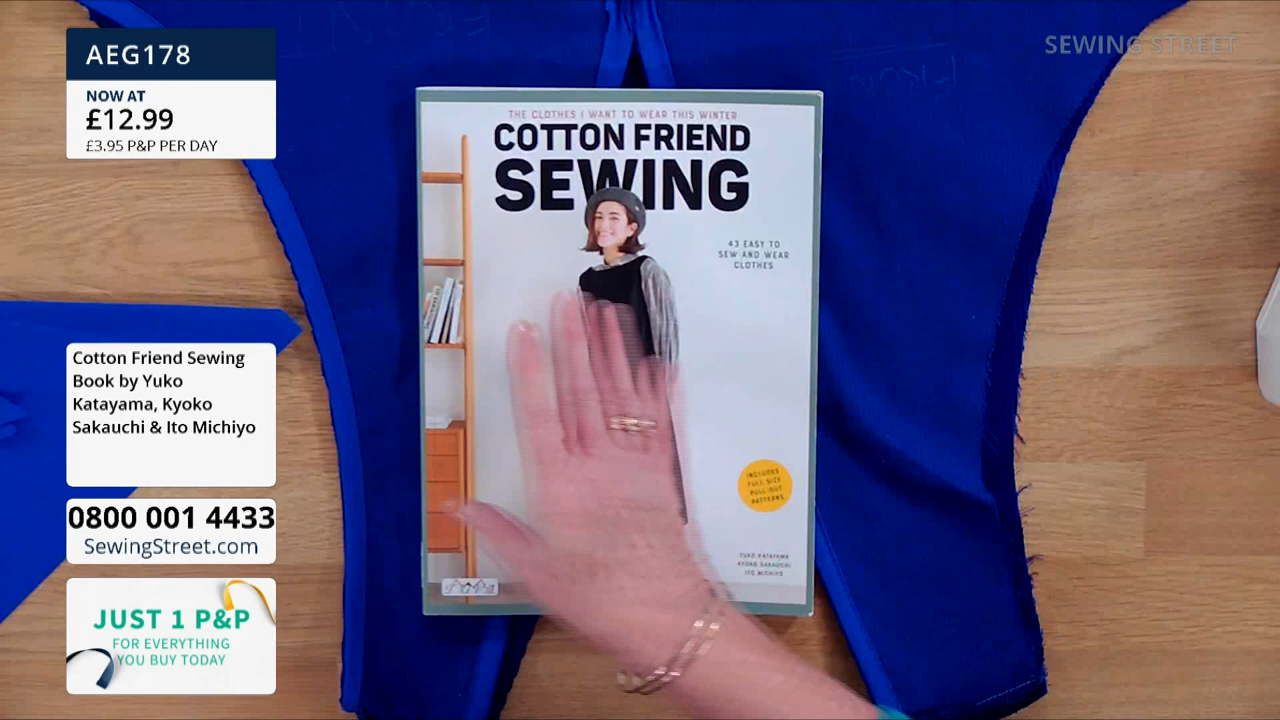 AEG178
NOW AT
£12.99
£3.95 P&P PER DAY
SEWING STREET
THE CLOTHES I WANT TO WEAR THIS WINTER
COTTON FRIEND
SEWING
43 EASY TO
SEW AND WEAR
CLOTHES
INCLUDES
FULL SIZE
PULL OUT
PATTERNS
YUKO KATAYAMA
KYOKO SAKAUCHI
ITO MICHIYO
Cotton Friend Sewing
Book by Yuko
Katayama, Kyoko
Sakauchi & Ito Michiyo
0800 001 4433
SewingStreet.com
JUST 1 P&P
FOR EVERYTHING
YOU BUY TODAY